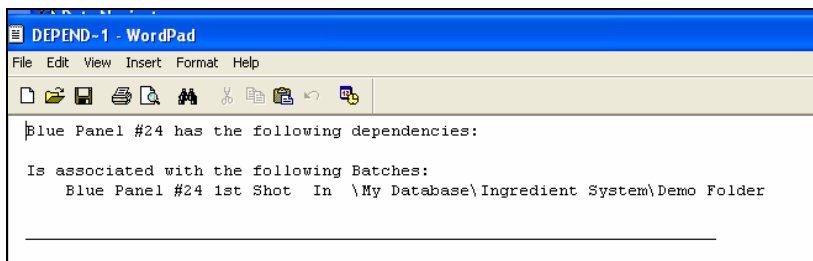 DEPEND~1 - WordPad
File Edit View Insert Format Help
Blue Panel #24 has the following dependencies:
Is associated with the following Batches:
Blue Panel #24 1st Shot In \My Database\Ingredient System\Demo Folder